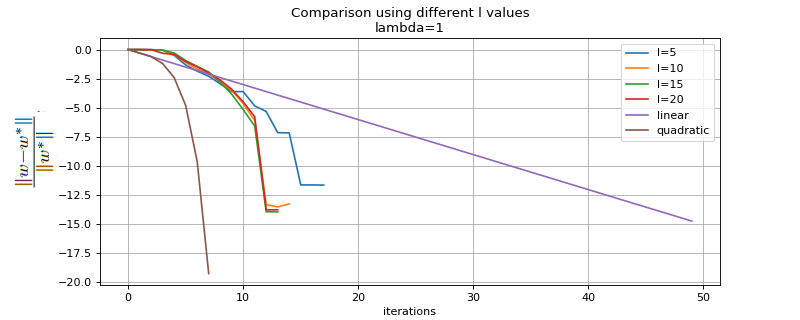 Comparison using different l values
lambda=1
0.0
−2.5
−5.0
−7.5
−10.0
−12.5
−15.0
−17.5
−20.0
‖w−w*‖
‖w*‖
l=5
l=10
l=15
l=20
linear
quadratic
0
10
20
30
40
50
iterations